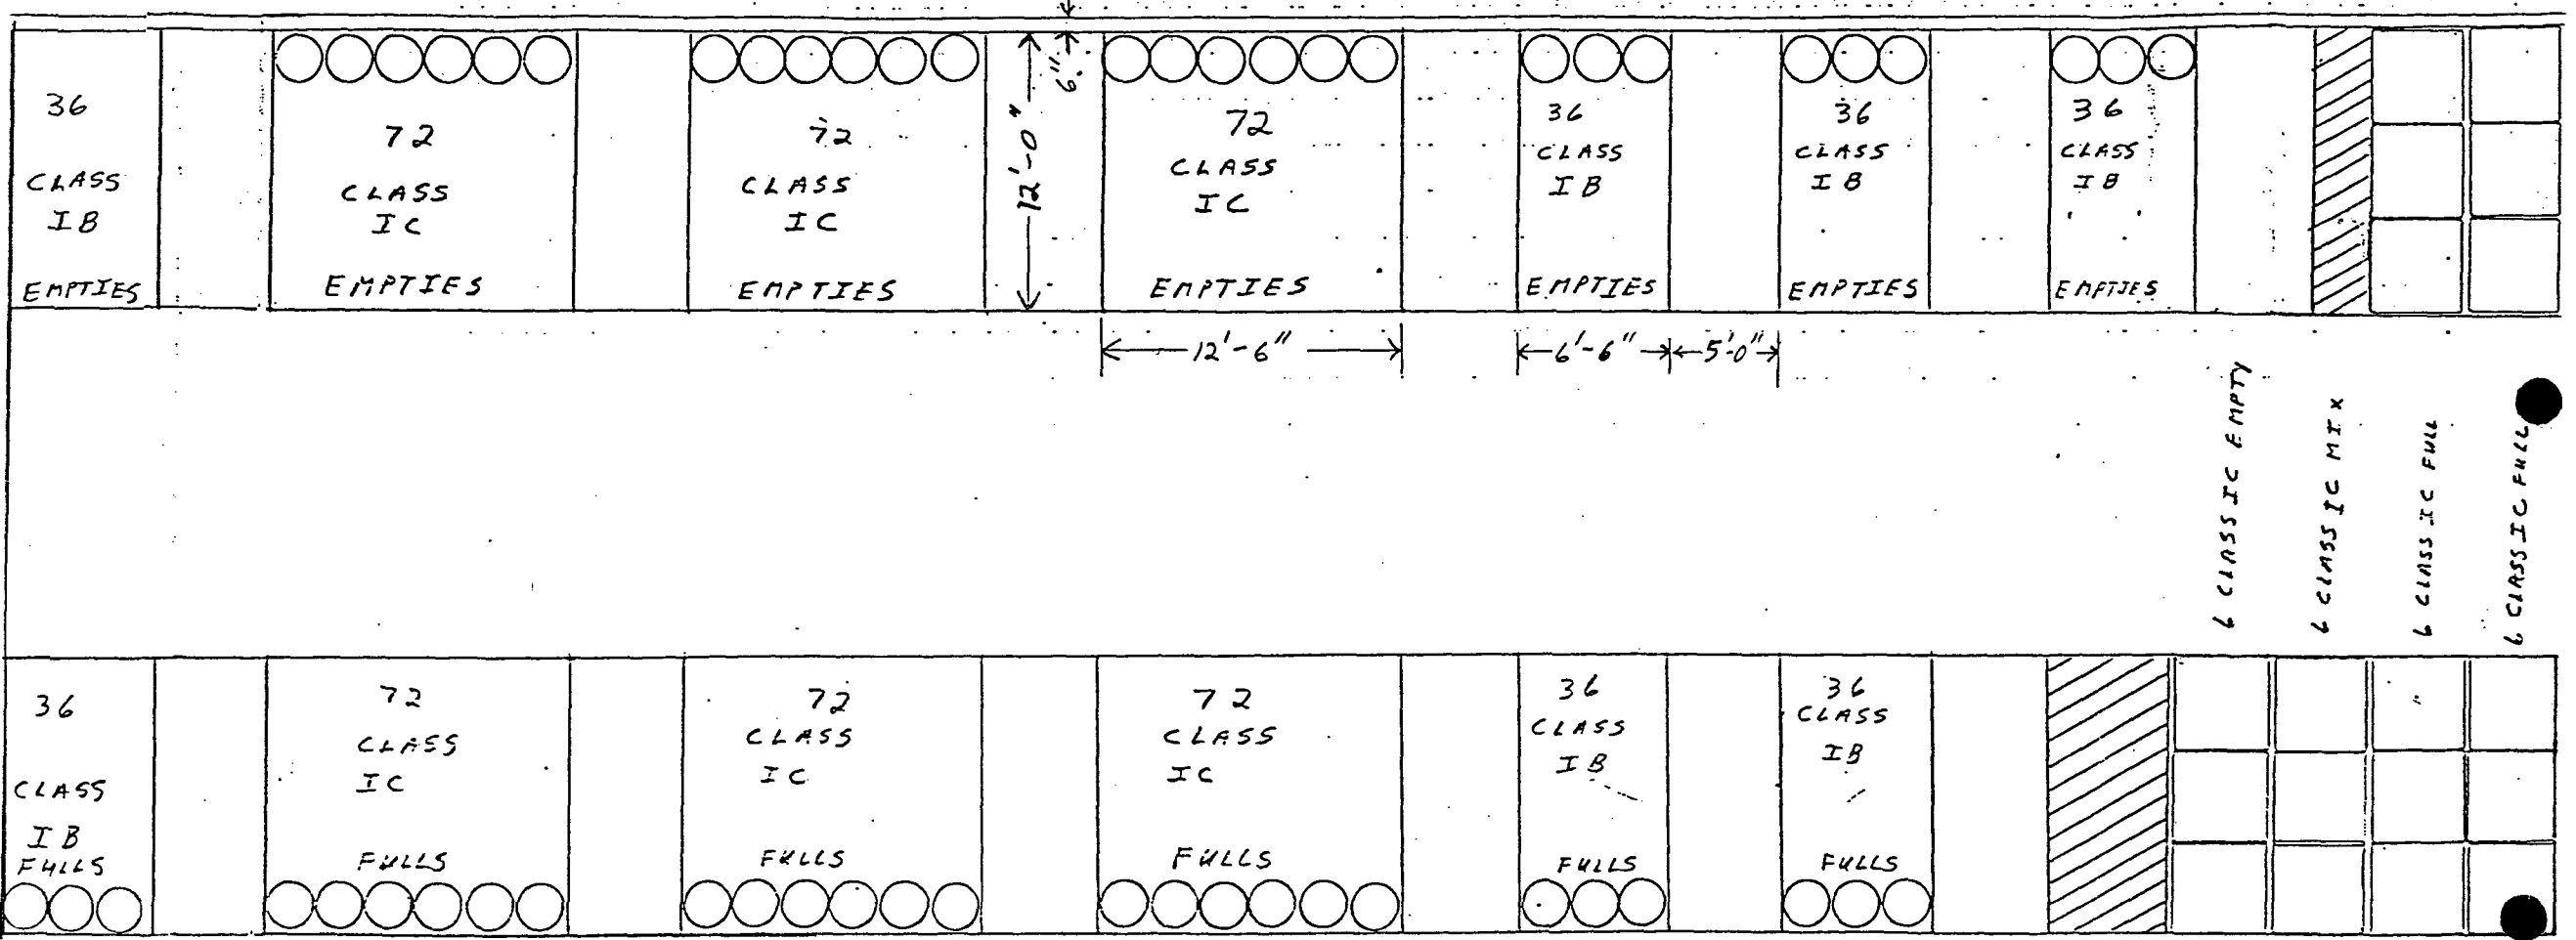 36
CLASS
IB
EMPTIES
72
CLASS
IC
EMPTIES
72
CLASS
IC
EMPTIES
12'-0"
6"
72
CLASS
IC
EMPTIES
36
CLASS
IB
EMPTIES
36
CLASS
IB
EMPTIES
36
CLASS
IB
EMPTIES
12'-6"
6'-6"
5'-0"
6 CLASS IC EMPTY
6 CLASS IC MIX
6 CLASS IC FULL
6 CLASS IC FULL
36
CLASS
IB
FULLS
72
CLASS
IC
FULLS
72
CLASS
IC
FULLS
72
CLASS
IC
FULLS
36
CLASS
IB
FULLS
36
CLASS
IB
FULLS